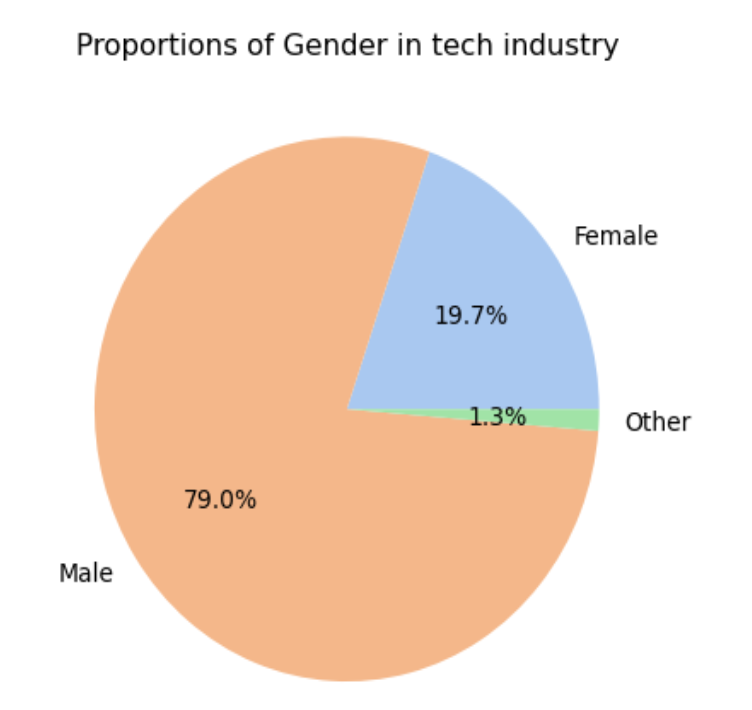 Proportions of Gender in tech industry
Female
19.7%
1.3%
Other
79.0%
Male